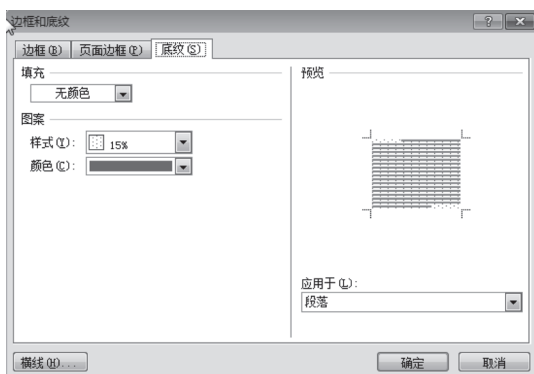 边框和底纹
边框(B) 页面边框(P) 底纹(S)
填充
无颜色
图案
样式(Y): 15%
颜色(C):
预览
应用于(L):
段落
横线(H)... 确定 取消